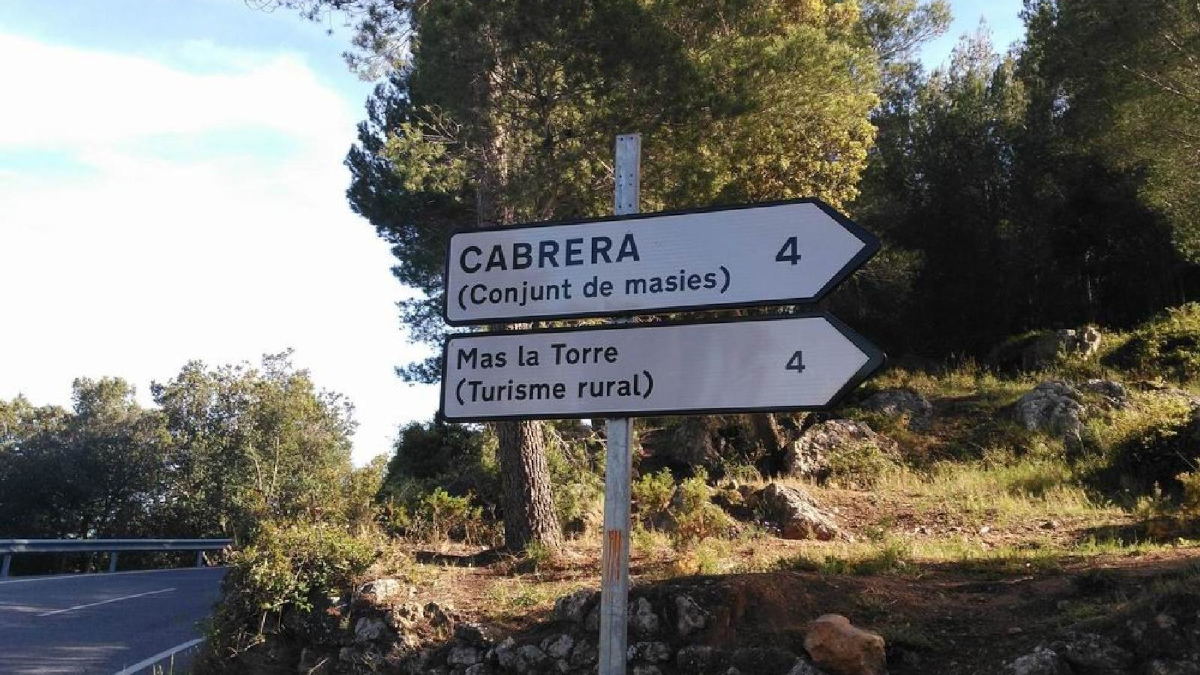 CABRERA 4
(Conjunt de masies)
Mas la Torre 4
(Turisme rural)